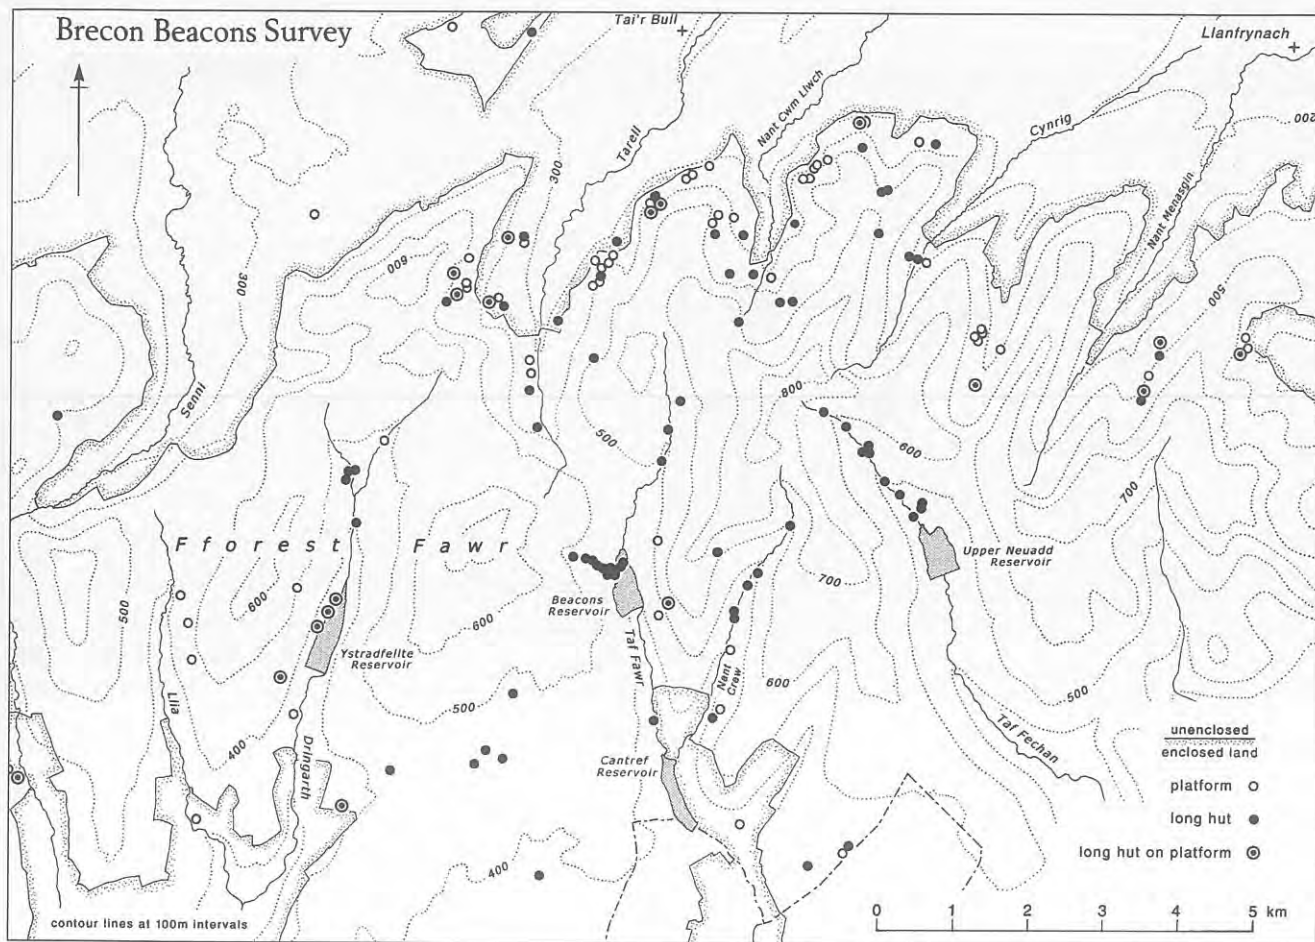 Brecon Beacons Survey
Tai'r Bull
Llanfrynach
Nant Cwm Llwch
Tarell
Cynrig
Nant Menasgin
200
300
600
300
500
Senni
800
500
600
700
Fforest Fawr
Upper Neuadd
Reservoir
700
500
600
Beacons
Reservoir
600
Ystradfellte
Reservoir
Taf Fawr
Nant
Crew
600
Llia
500
500
400
Dringarth
Taf Fechan
Cantref
Reservoir
400
unenclosed
enclosed land
platform
long hut
long hut on platform
contour lines at 100m intervals
0 1 2 3 4 5 km